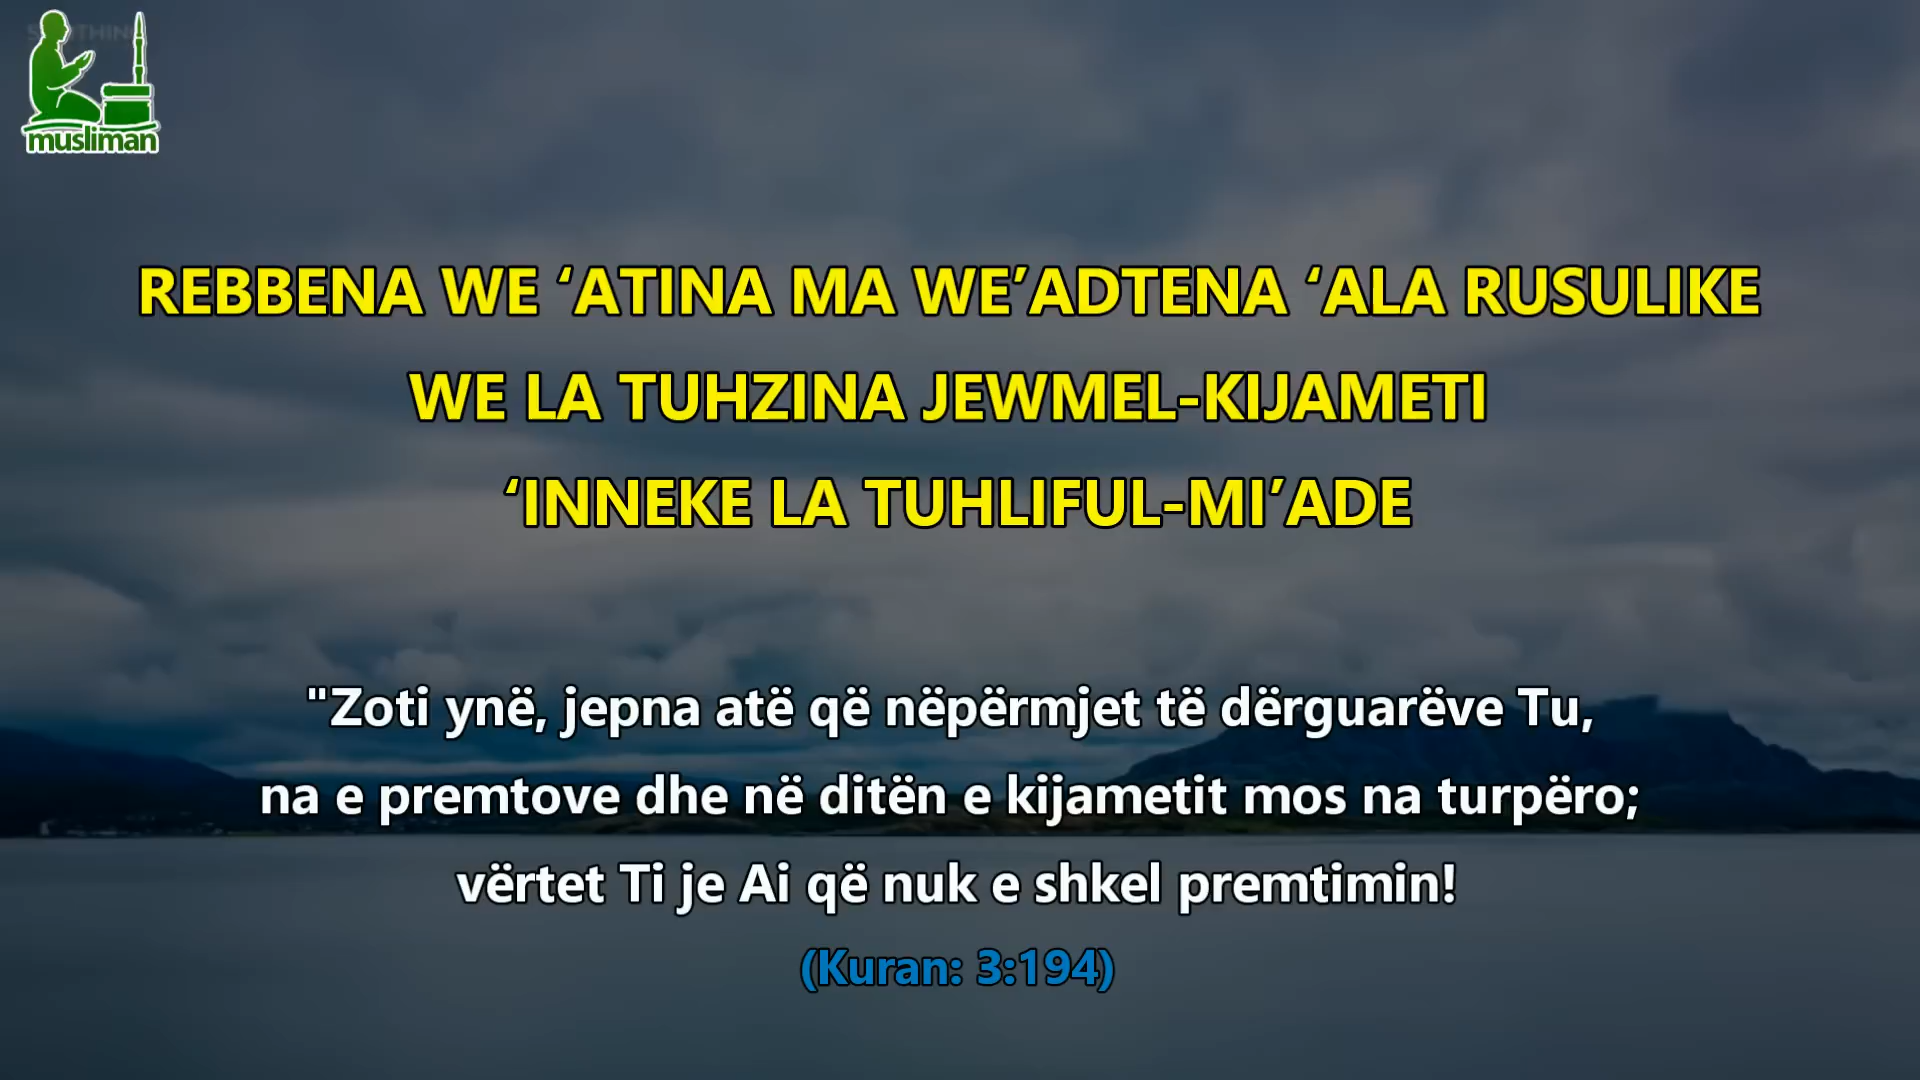 musliman
REBBENA WE ‘ATINA MA WE’ADTENA ‘ALA RUSULIKE
WE LA TUHZINA JEWMEL-KIJAMETI
‘INNEKE LA TUHLIFUL-MI’ADE
"Zoti ynë, jepna atë që nëpërmjet të dërguarëve Tu,
na e premtove dhe në ditën e kijametit mos na turpëro;
vërtet Ti je Ai që nuk e shkel premtimin!
(Kuran: 3:194)